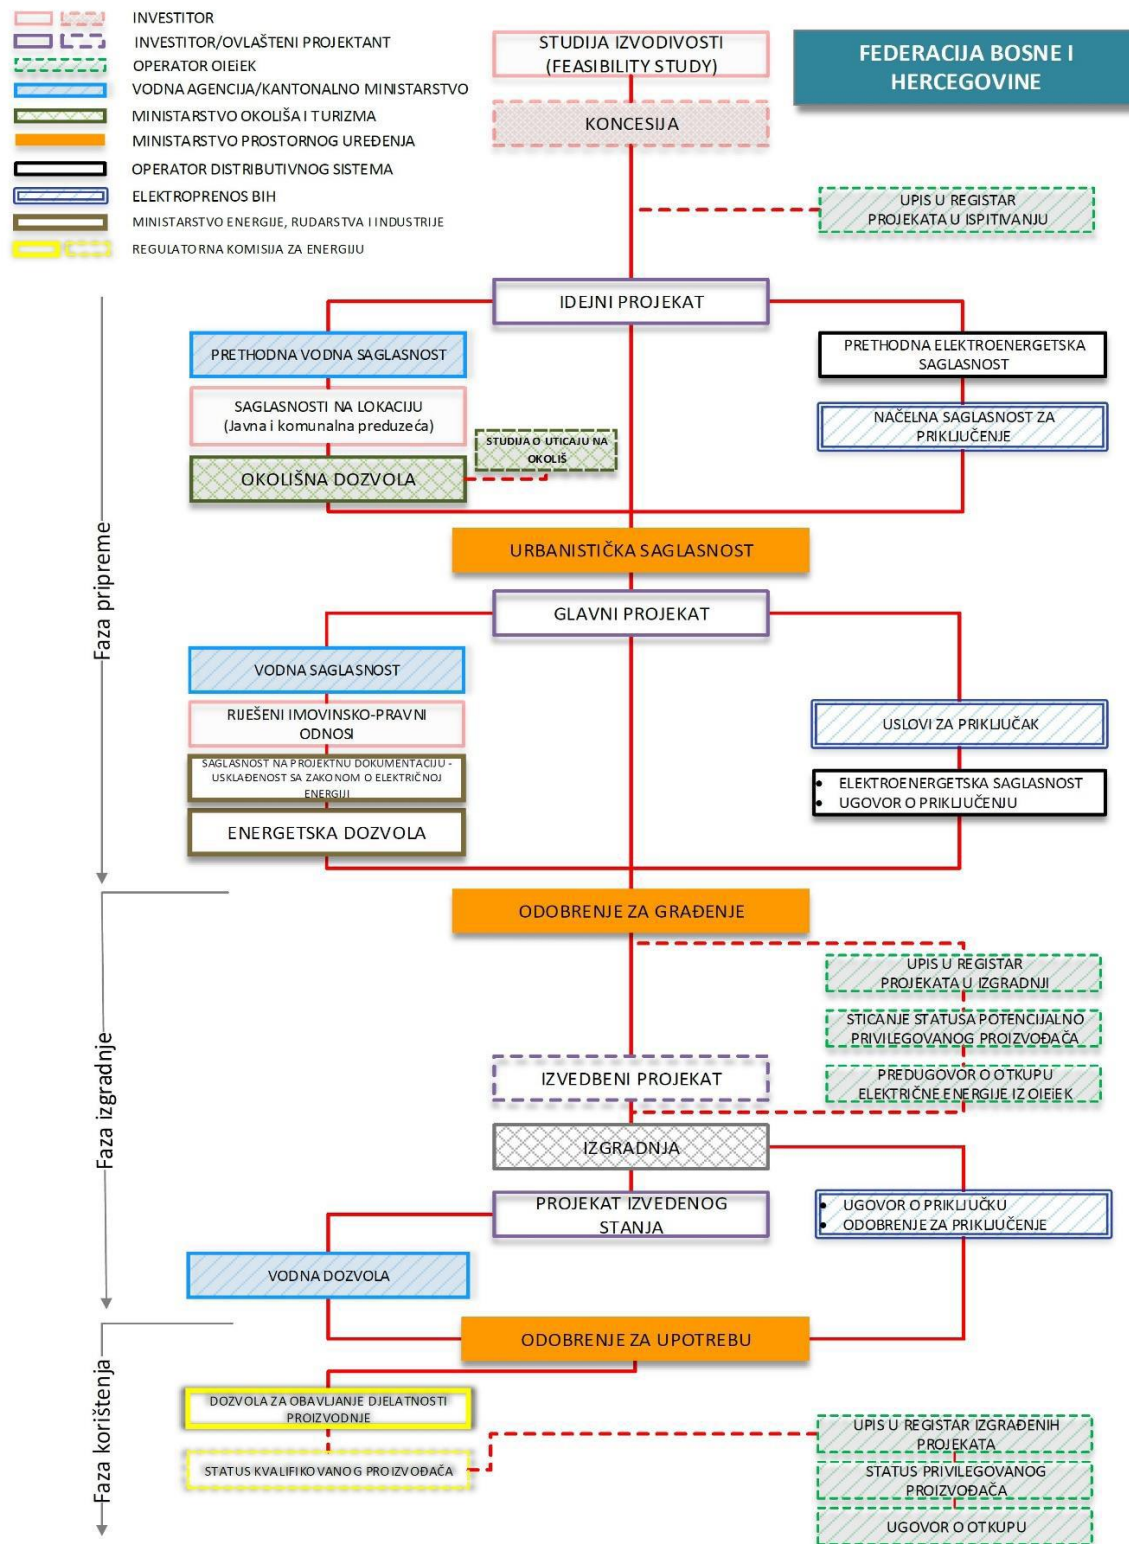 INVESTITOR
INVESTITOR/OVLAŠTENI PROJEKTANT
OPERATOR OIEiEK
VODNA AGENCIJA/KANTONALNO MINISTARSTVO
MINISTARSTVO OKOLIŠA I TURIZMA
MINISTARSTVO PROSTORNOG UREĐENJA
OPERATOR DISTRIBUTIVNOG SISTEMA
ELEKTROPRENOS BIH
MINISTARSTVO ENERGIJE, RUDARSTVA I INDUSTRIJE
REGULATORNA KOMISIJA ZA ENERGIJU
STUDIJA IZVODIVOSTI
(FEASIBILITY STUDY)
FEDERACIJA BOSNE I
HERCEGOVINE
KONCESIJA
UPIS U REGISTAR
PROJEKATA U ISPITIVANJU
Faza pripreme
IDEJNI PROJEKAT
PRETHODNA VODNA SAGLASNOST
PRETHODNA ELEKTROENERGETSKA
SAGLASNOST
SAGLASNOSTI NA LOKACIJU
(Javna i komunalna preduzeća)
NAČELNA SAGLASNOST ZA
PRIKLJUČENJE
STUDIJA O UTICAJU NA
OKOLIŠ
OKOLIŠNA DOZVOLA
URBANISTIČKA SAGLASNOST
GLAVNI PROJEKAT
VODNA SAGLASNOST
RIJEŠENI IMOVINSKO-PRAVNI
ODNOSI
USLOVI ZA PRIKLJUČAK
SAGLASNOST NA PROJEKTNU DOKUMENTACIJU -
USKLAĐENOST SA ZAKONOM O ELEKTRIČNOJ
ENERGIJI
• ELEKTROENERGETSKA SAGLASNOST
• UGOVOR O PRIKLJUČENJU
ENERGETSKA DOZVOLA
ODOBRENJE ZA GRAĐENJE
Faza izgradnje
UPIS U REGISTAR
PROJEKATA U IZGRADNJI
STICANJE STATUSA POTENCIJALNO
PRIVILEGOVANOG PROIZVOĐAČA
IZVEDBENI PROJEKAT
PREDUGOVOR O OTKUPU
ELEKTRIČNE ENERGIJE IZ OIEiEK
IZGRADNJA
PROJEKAT IZVEDENOG
STANJA
• UGOVOR O PRIKLJUČKU
• ODOBRENJE ZA PRIKLJUČENJE
VODNA DOZVOLA
ODOBRENJE ZA UPOTREBU
Faza korištenja
DOZVOLA ZA OBAVLJANJE DJELATNOSTI
PROIZVODNJE
STATUS KVALIFIKOVANOG PROIZVOĐAČA
UPIS U REGISTAR IZGRAĐENIH
PROJEKATA
STATUS PRIVILEGOVANOG
PROIZVOĐAČA
UGOVOR O OTKUPU